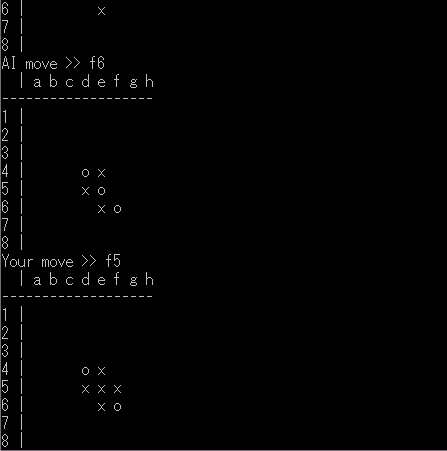 6 |         x
7 |
8 |
AI move >> f6
  | a b c d e f g h
-------------------
1 |
2 |
3 |
4 |       o x
5 |       x o
6 |         x o
7 |
8 |
Your move >> f5
  | a b c d e f g h
-------------------
1 |
2 |
3 |
4 |       o x
5 |       x x x
6 |         x o
7 |
8 |